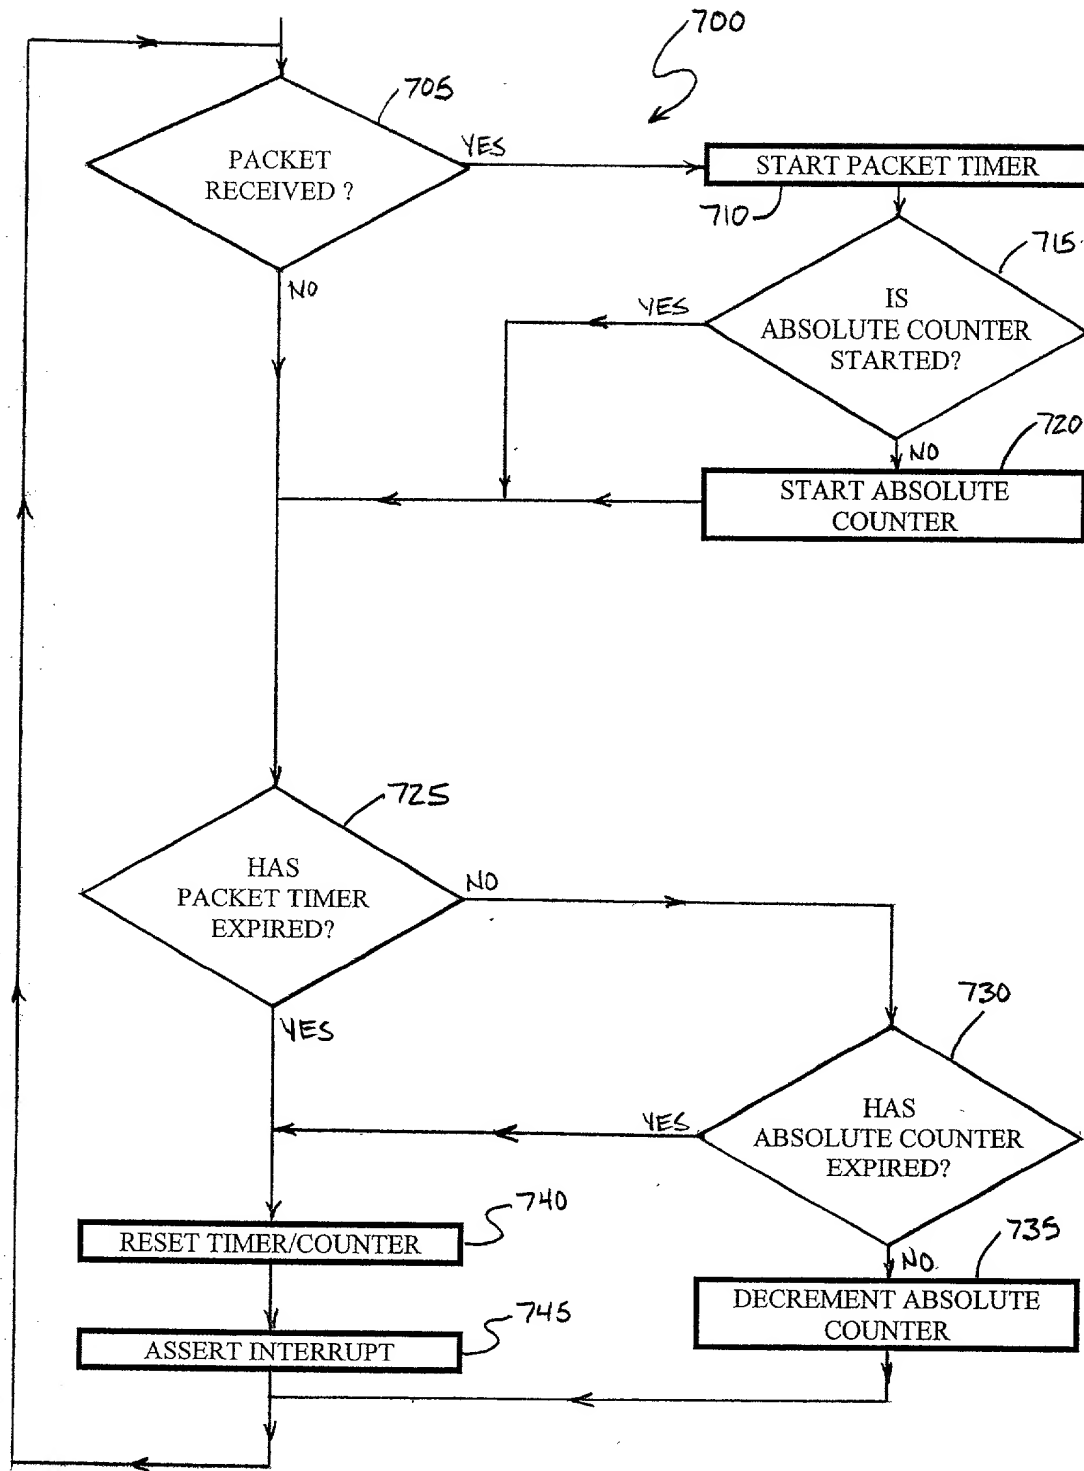 700
705
PACKET
RECEIVED ?
YES
START PACKET TIMER
710
715
NO
YES
IS
ABSOLUTE COUNTER
STARTED?
720
NO
START ABSOLUTE
COUNTER
725
HAS
PACKET TIMER
EXPIRED?
NO
YES
730
YES
HAS
ABSOLUTE COUNTER
EXPIRED?
740
RESET TIMER/COUNTER
NO
735
DECREMENT ABSOLUTE
COUNTER
745
ASSERT INTERRUPT